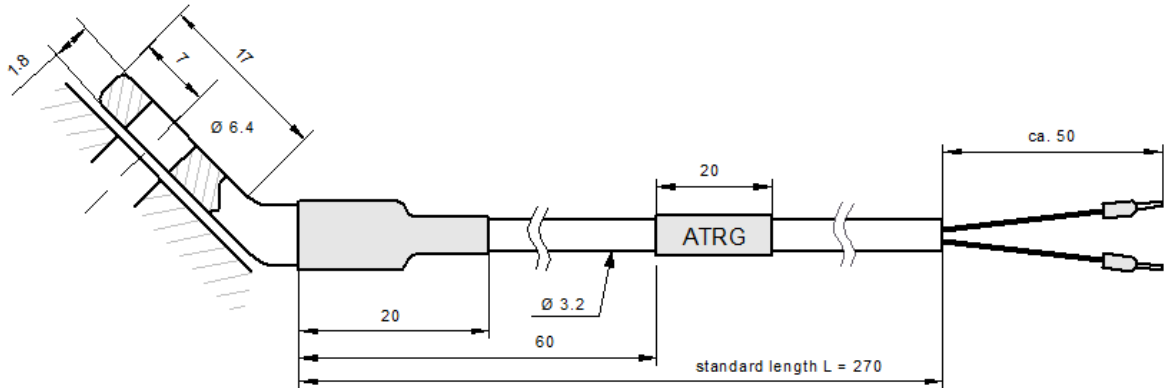 1.8
7
17
Ø 6.4
ca. 50
20
ATRG
Ø 3.2
20
60
standard length L = 270